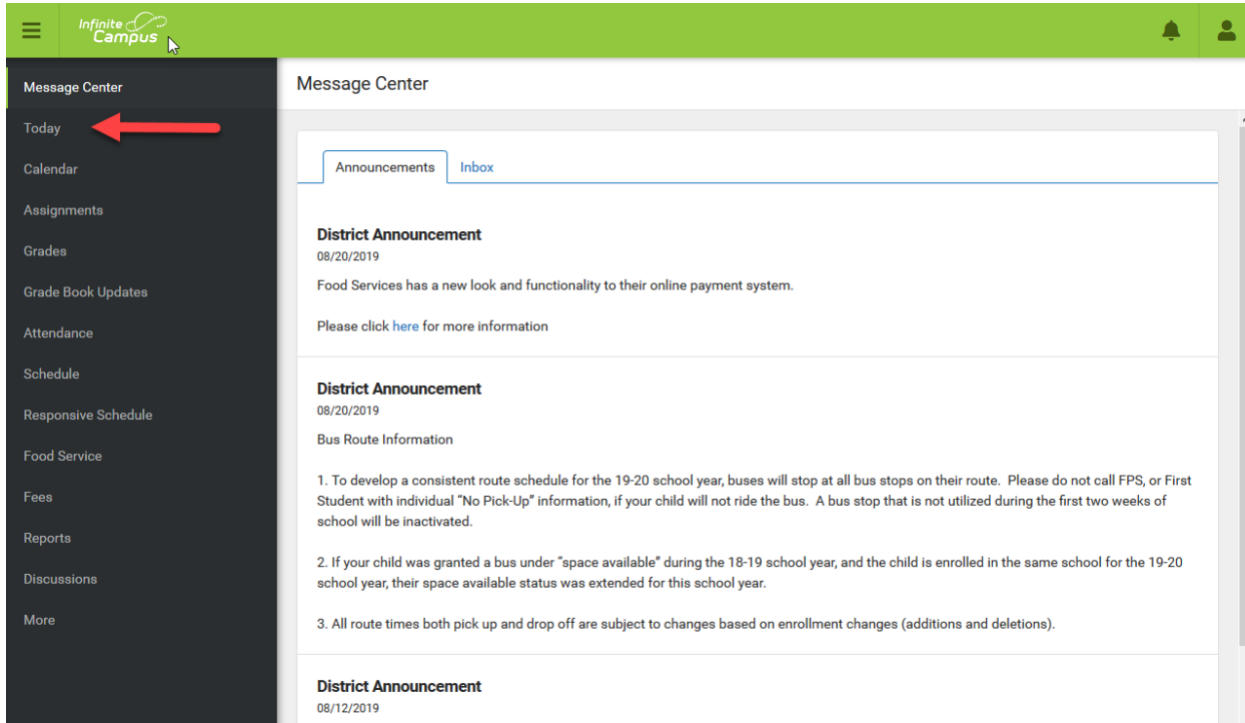 Infinite
Campus
Message Center
Today
Calendar
Assignments
Grades
Grade Book Updates
Attendance
Schedule
Responsive Schedule
Food Service
Fees
Reports
Discussions
More
Message Center
Announcements Inbox
District Announcement
08/20/2019
Food Services has a new look and functionality to their online payment system.
Please click here for more information
District Announcement
08/20/2019
Bus Route Information
1. To develop a consistent route schedule for the 19-20 school year, buses will stop at all bus stops on their route. Please do not call FPS, or First
Student with individual “No Pick-Up” information, if your child will not ride the bus. A bus stop that is not utilized during the first two weeks of
school will be inactivated.
2. If your child was granted a bus under “space available” during the 18-19 school year, and the child is enrolled in the same school for the 19-20
school year, their space available status was extended for this school year.
3. All route times both pick up and drop off are subject to changes based on enrollment changes (additions and deletions).
District Announcement
08/12/2019